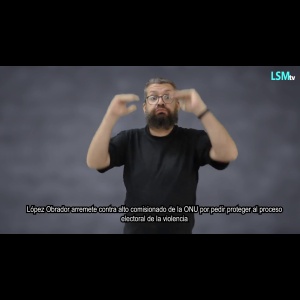 LSMtv
López Obrador arremete contra alto comisionado de la ONU por pedir proteger al proceso
electoral de la violencia